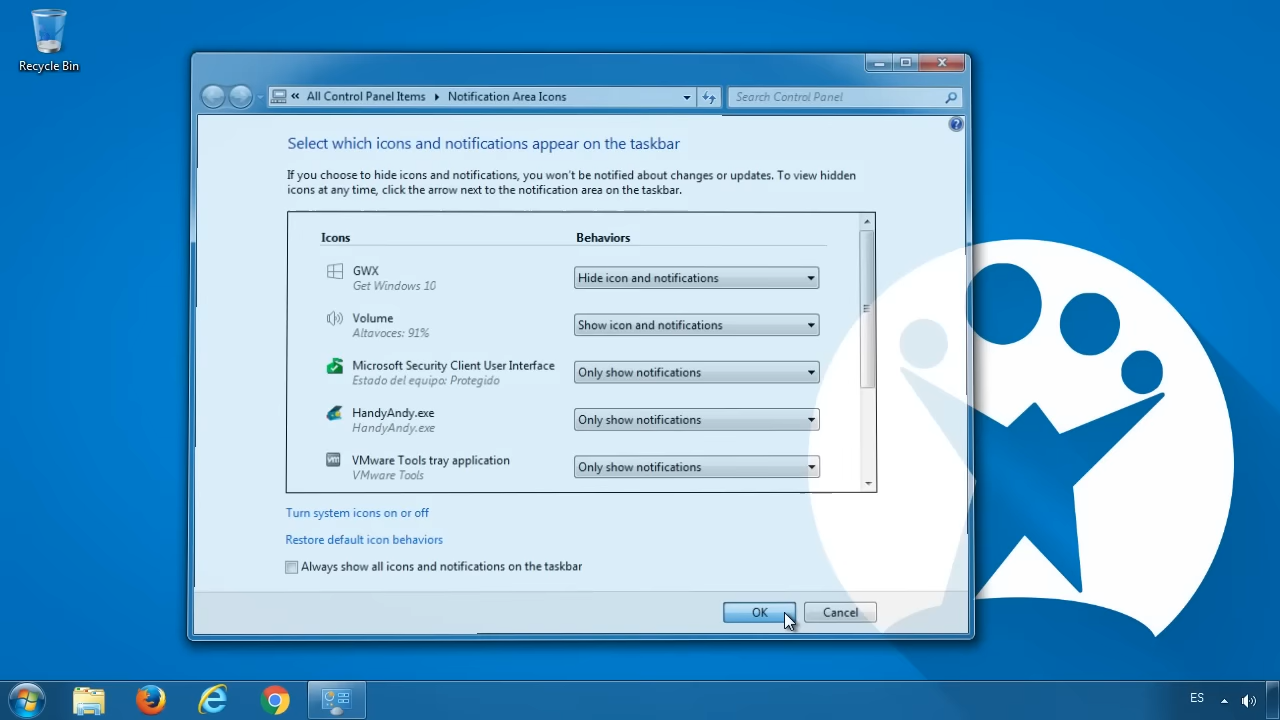 Recycle Bin
« All Control Panel Items ▸ Notification Area Icons
Search Control Panel
Select which icons and notifications appear on the taskbar
If you choose to hide icons and notifications, you won't be notified about changes or updates. To view hidden
icons at any time, click the arrow next to the notification area on the taskbar.
Icons Behaviors
GWX
Get Windows 10
Hide icon and notifications
Volume
Altavoces: 91%
Show icon and notifications
Microsoft Security Client User Interface
Estado del equipo: Protegido
Only show notifications
HandyAndy.exe
HandyAndy.exe
Only show notifications
vm
VMware Tools tray application
VMware Tools
Only show notifications
Turn system icons on or off
Restore default icon behaviors
Always show all icons and notifications on the taskbar
OK Cancel
ES